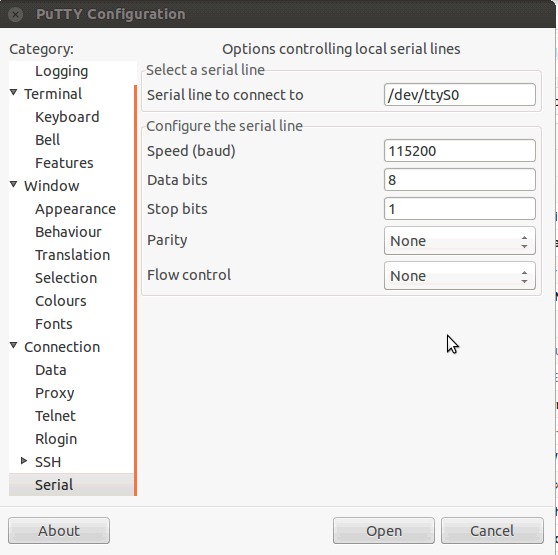 PuTTY Configuration
Category:
Logging
Terminal
Keyboard
Bell
Features
Window
Appearance
Behaviour
Translation
Selection
Colours
Fonts
Connection
Data
Proxy
Telnet
Rlogin
SSH
Serial
Options controlling local serial lines
Select a serial line
Serial line to connect to /dev/ttyS0
Configure the serial line
Speed (baud) 115200
Data bits 8
Stop bits 1
Parity None
Flow control None
About Open Cancel